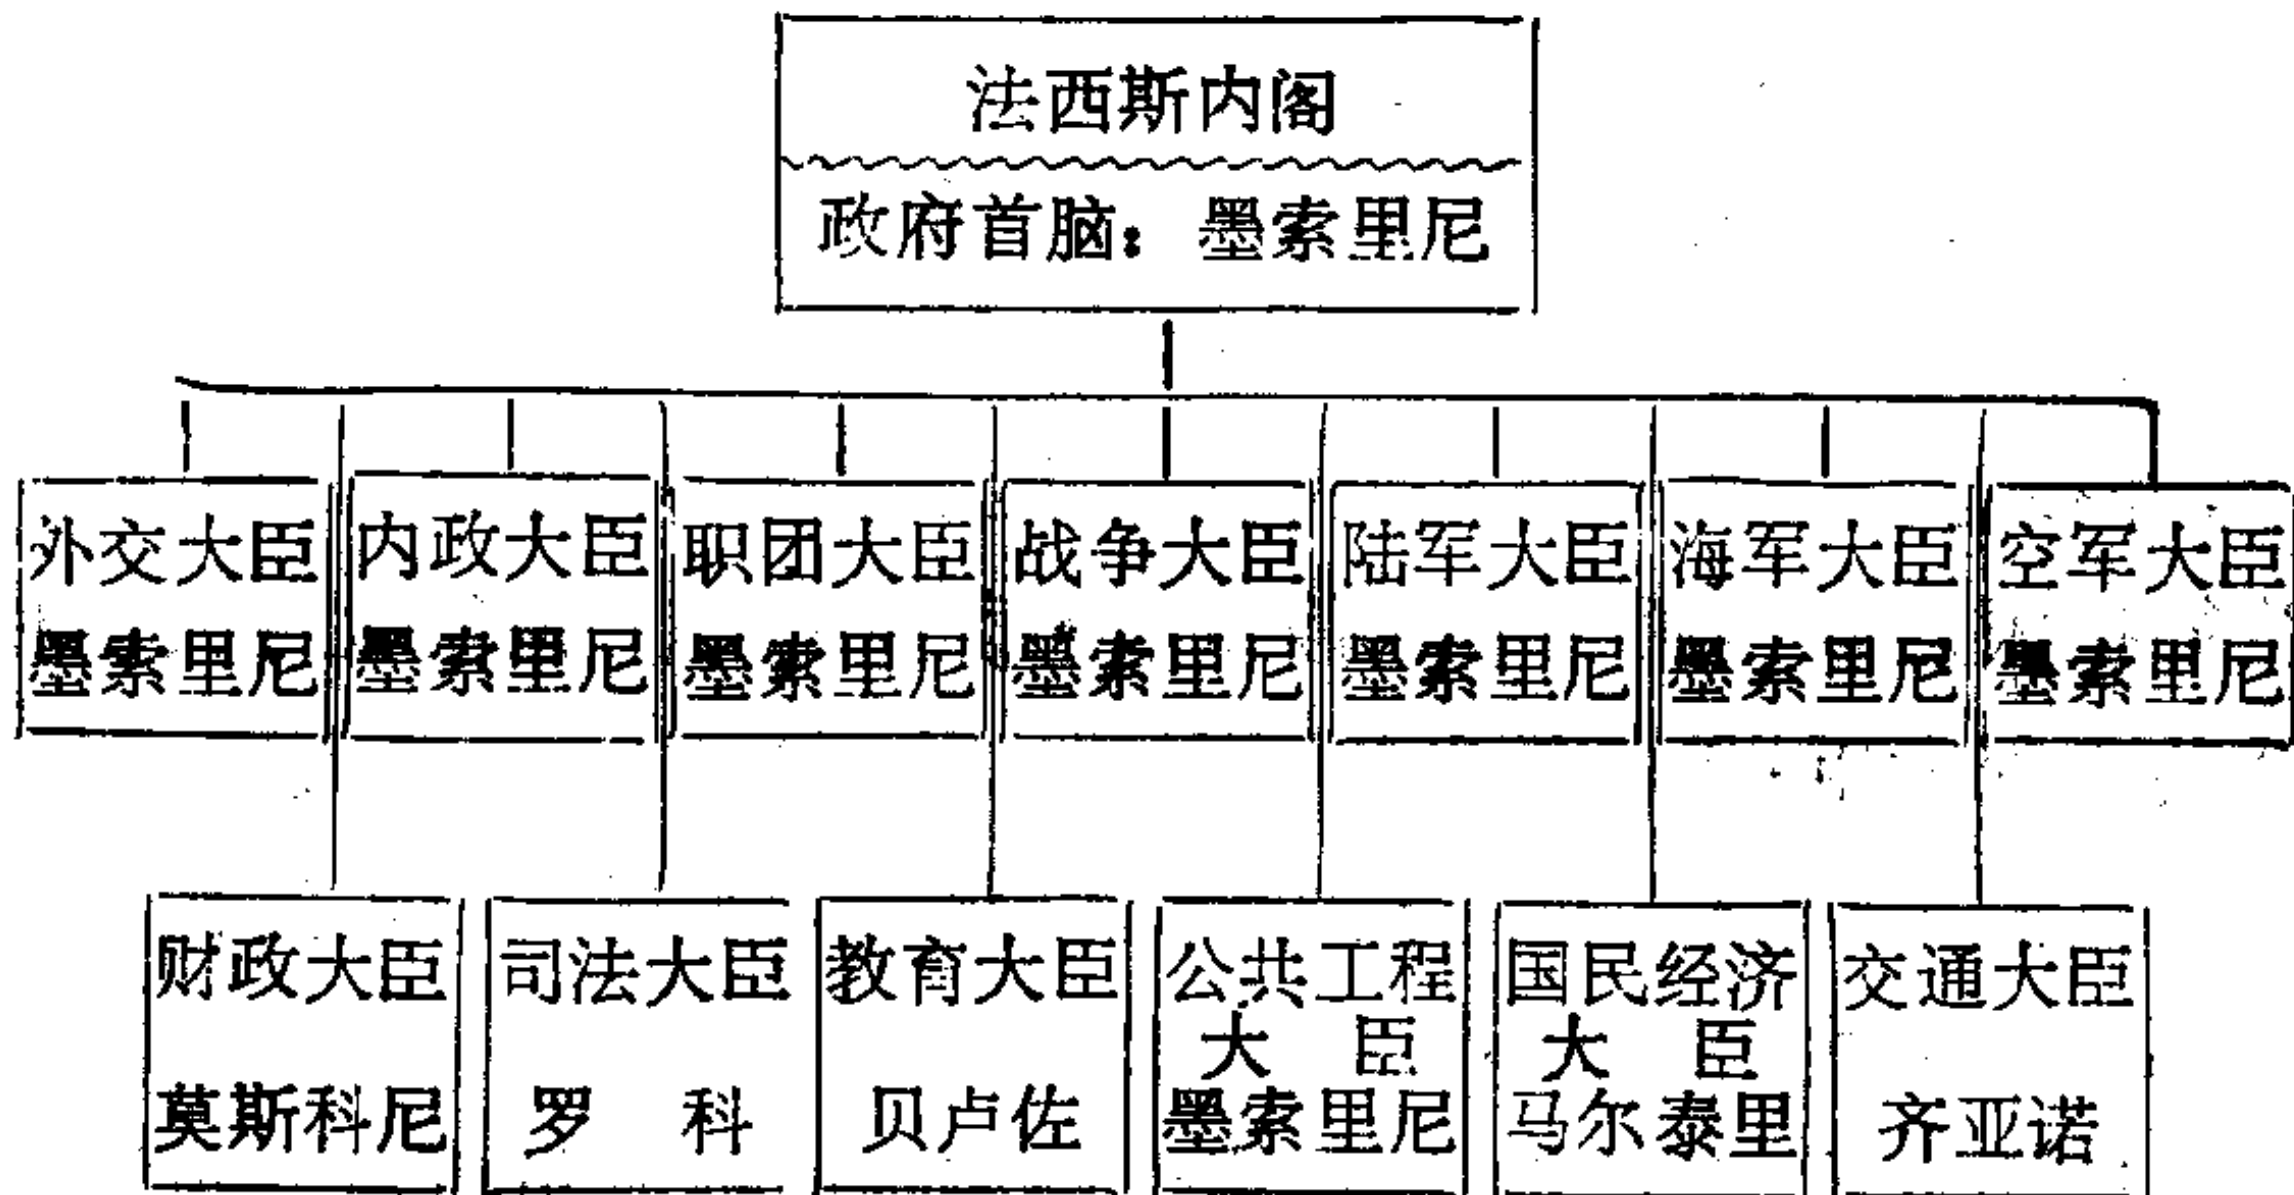 法西斯内阁
政府首脑：墨索里尼
外交大臣
墨索里尼
内政大臣
墨索里尼
职团大臣
墨索里尼
战争大臣
墨索里尼
陆军大臣
墨索里尼
海军大臣
墨索里尼
空军大臣
墨索里尼
财政大臣
莫斯科尼
司法大臣
罗 科
教育大臣
贝卢佐
公共工程
大 臣
墨索里尼
国民经济
大 臣
马尔泰里
交通大臣
齐亚诺